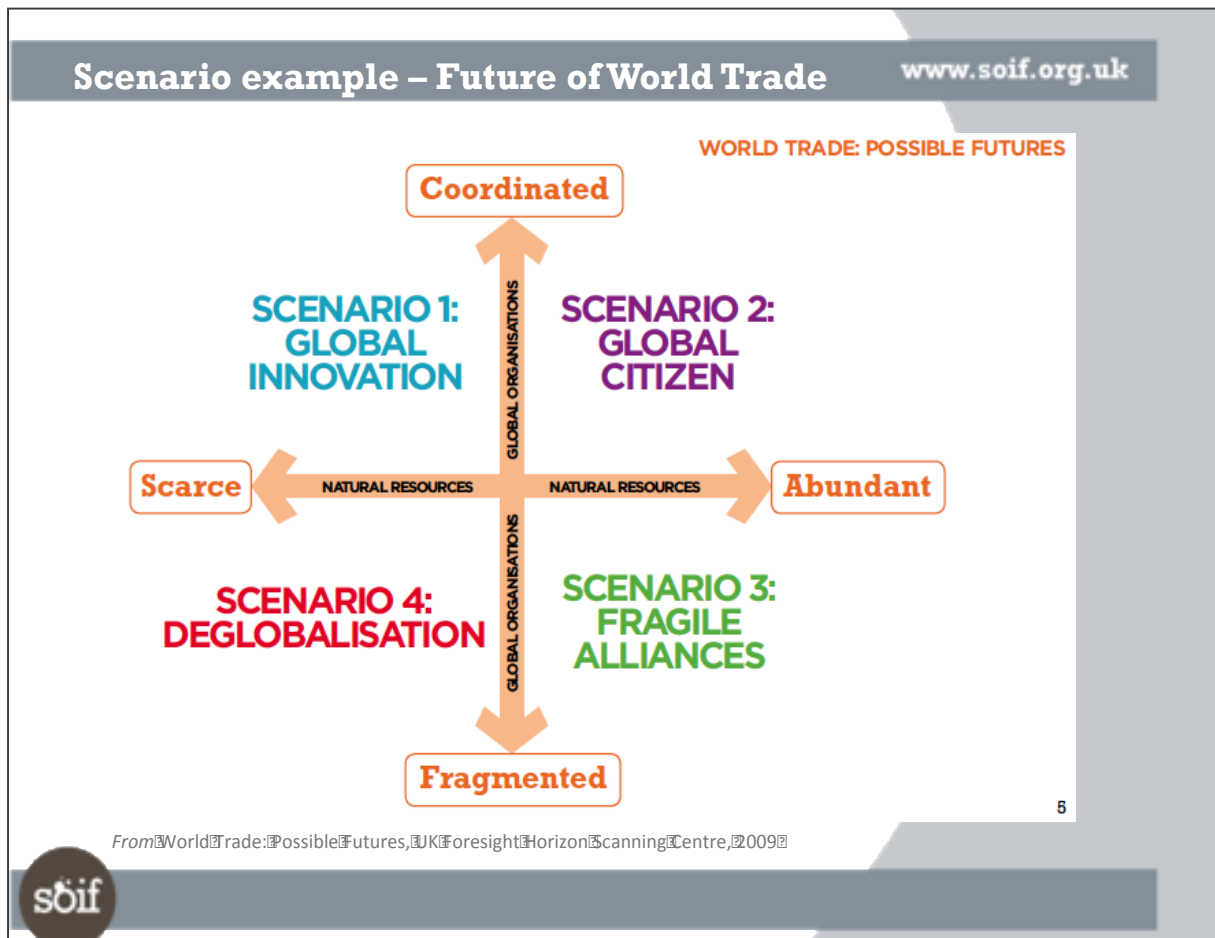 Scenario example – Future of World Trade
www.soif.org.uk
WORLD TRADE: POSSIBLE FUTURES
Coordinated
GLOBAL ORGANISATIONS
SCENARIO 1:
GLOBAL
INNOVATION
SCENARIO 2:
GLOBAL
CITIZEN
Scarce
NATURAL RESOURCES
NATURAL RESOURCES
Abundant
GLOBAL ORGANISATIONS
SCENARIO 4:
DEGLOBALISATION
SCENARIO 3:
FRAGILE
ALLIANCES
Fragmented
5
From World Trade: Possible Futures, UK Foresight Horizon Scanning Centre, 2009
soif